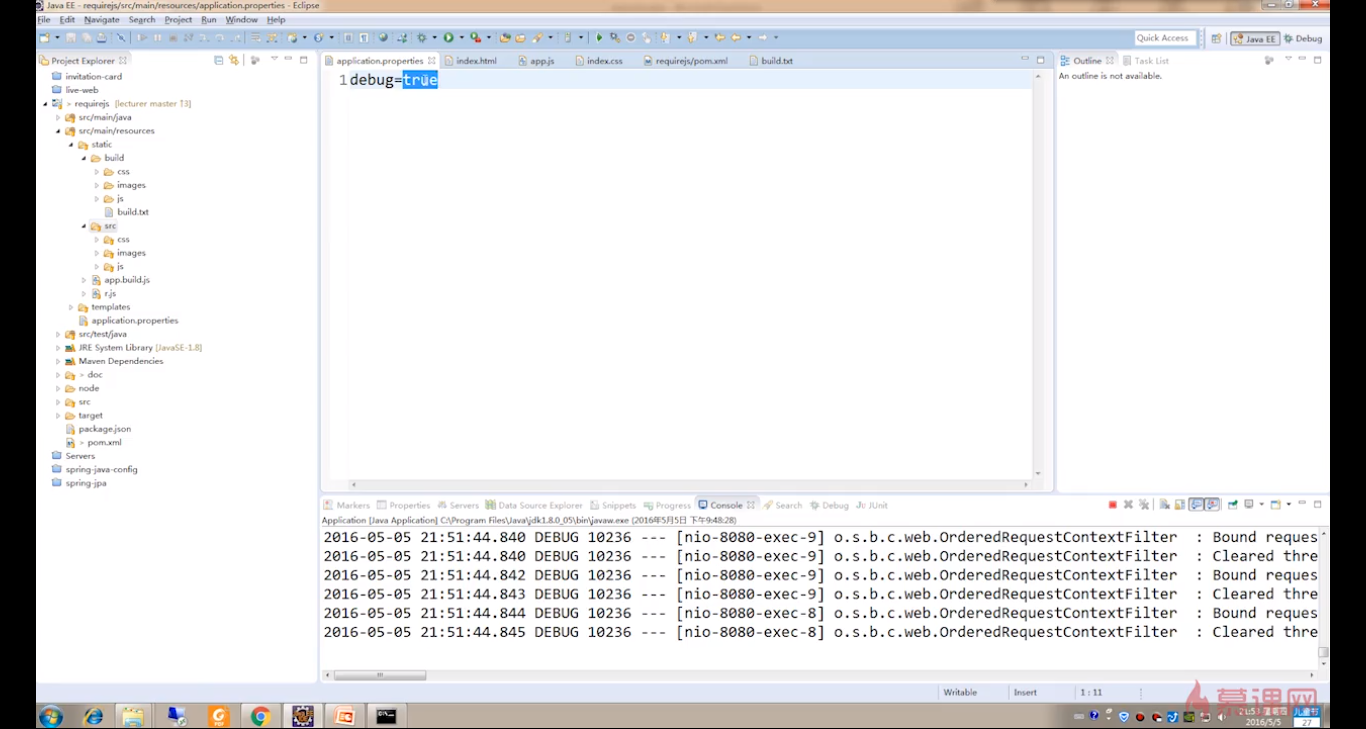 Java EE - requirejs/src/main/resources/application.properties - Eclipse
File Edit Navigate Search Project Run Window Help
Quick Access Java EE Debug
Project Explorer
application.properties index.html app.js index.css requirejs/pom.xml build.txt
Outline Task List
An outline is not available.
1 debug=true
invitation-card
live-web
> requirejs [lecturer master ↑3]
src/main/java
src/main/resources
static
build
css
images
js
build.txt
src
css
images
js
app.build.js
r.js
templates
application.properties
src/test/java
JRE System Library [JavaSE-1.8]
Maven Dependencies
> doc
node
src
target
package.json
> pom.xml
Servers
spring-java-config
spring-jpa
Markers Properties Servers Data Source Explorer Snippets Progress Console Search Debug JUnit
Application [Java Application] C:\Program Files\Java\jdk1.8.0_05\bin\javaw.exe (2016年5月5日 下午9:48:28)
2016-05-05 21:51:44.840 DEBUG 10236 --- [nio-8080-exec-9] o.s.b.c.web.OrderedRequestContextFilter : Bound reques
2016-05-05 21:51:44.840 DEBUG 10236 --- [nio-8080-exec-9] o.s.b.c.web.OrderedRequestContextFilter : Cleared thre
2016-05-05 21:51:44.842 DEBUG 10236 --- [nio-8080-exec-9] o.s.b.c.web.OrderedRequestContextFilter : Bound reques
2016-05-05 21:51:44.843 DEBUG 10236 --- [nio-8080-exec-9] o.s.b.c.web.OrderedRequestContextFilter : Cleared thre
2016-05-05 21:51:44.844 DEBUG 10236 --- [nio-8080-exec-8] o.s.b.c.web.OrderedRequestContextFilter : Bound reques
2016-05-05 21:51:44.845 DEBUG 10236 --- [nio-8080-exec-8] o.s.b.c.web.OrderedRequestContextFilter : Cleared thre
Writable Insert 1 : 11
慕课网
儿童节
2016/5/5
27